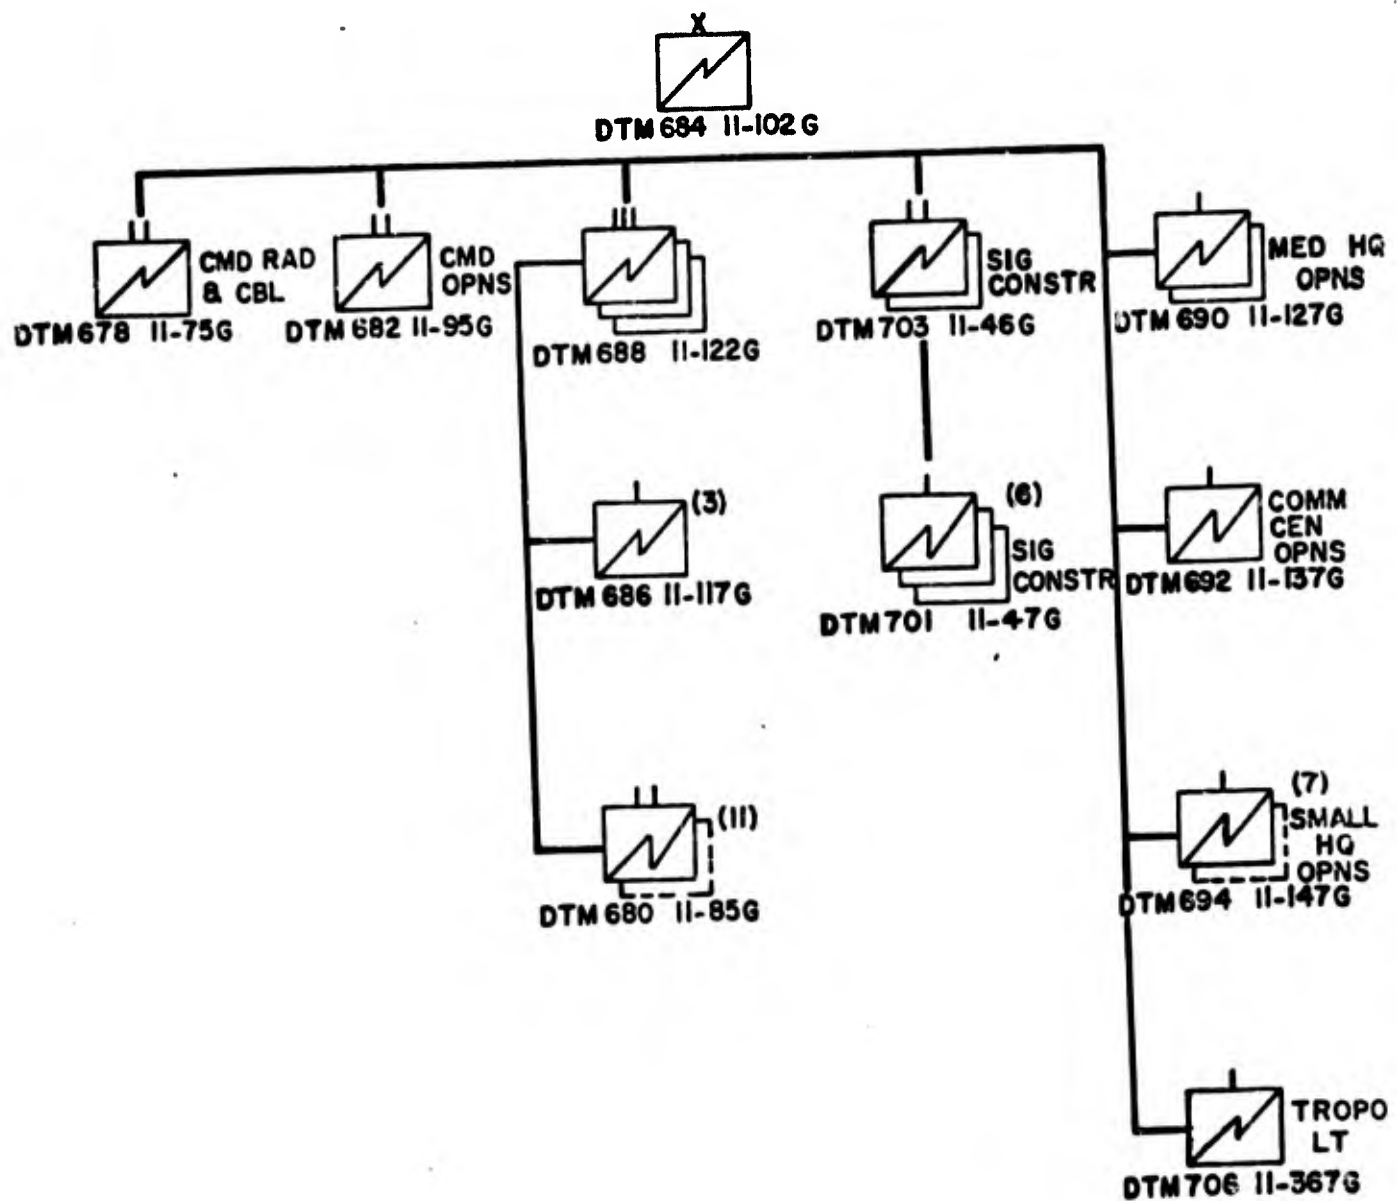 X
DTM 684 11-102G
CMD RAD
& CBL
DTM 678 11-75G
CMD
OPNS
DTM 682 11-95G
DTM 688 11-122G
SIG
CONSTR
DTM 703 11-46G
MED HQ
OPNS
DTM 690 11-127G
(3)
DTM 686 11-117G
(6)
SIG
CONSTR
DTM 701 11-47G
COMM
CEN
OPNS
DTM 692 11-137G
(11)
DTM 680 11-85G
(7)
SMALL
HQ
OPNS
DTM 694 11-147G
TROPO
LT
DTM 706 11-367G